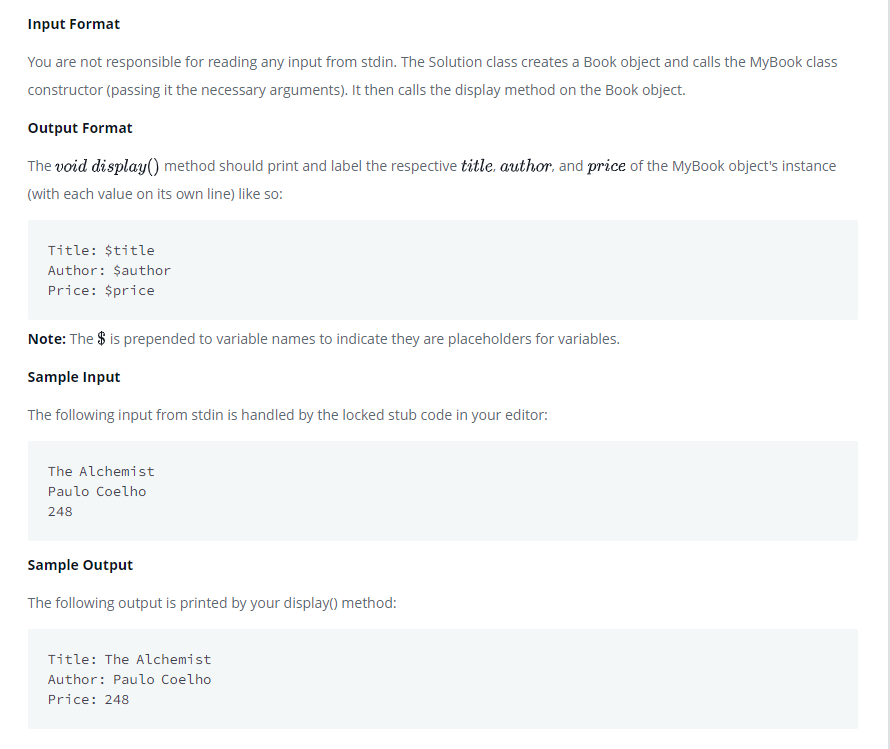 Input Format
You are not responsible for reading any input from stdin. The Solution class creates a Book object and calls the MyBook class
constructor (passing it the necessary arguments). It then calls the display method on the Book object.
Output Format
The void display() method should print and label the respective title, author, and price of the MyBook object's instance
(with each value on its own line) like so:
Title: $title
Author: $author
Price: $price
Note: The $ is prepended to variable names to indicate they are placeholders for variables.
Sample Input
The following input from stdin is handled by the locked stub code in your editor:
The Alchemist
Paulo Coelho
248
Sample Output
The following output is printed by your display() method:
Title: The Alchemist
Author: Paulo Coelho
Price: 248